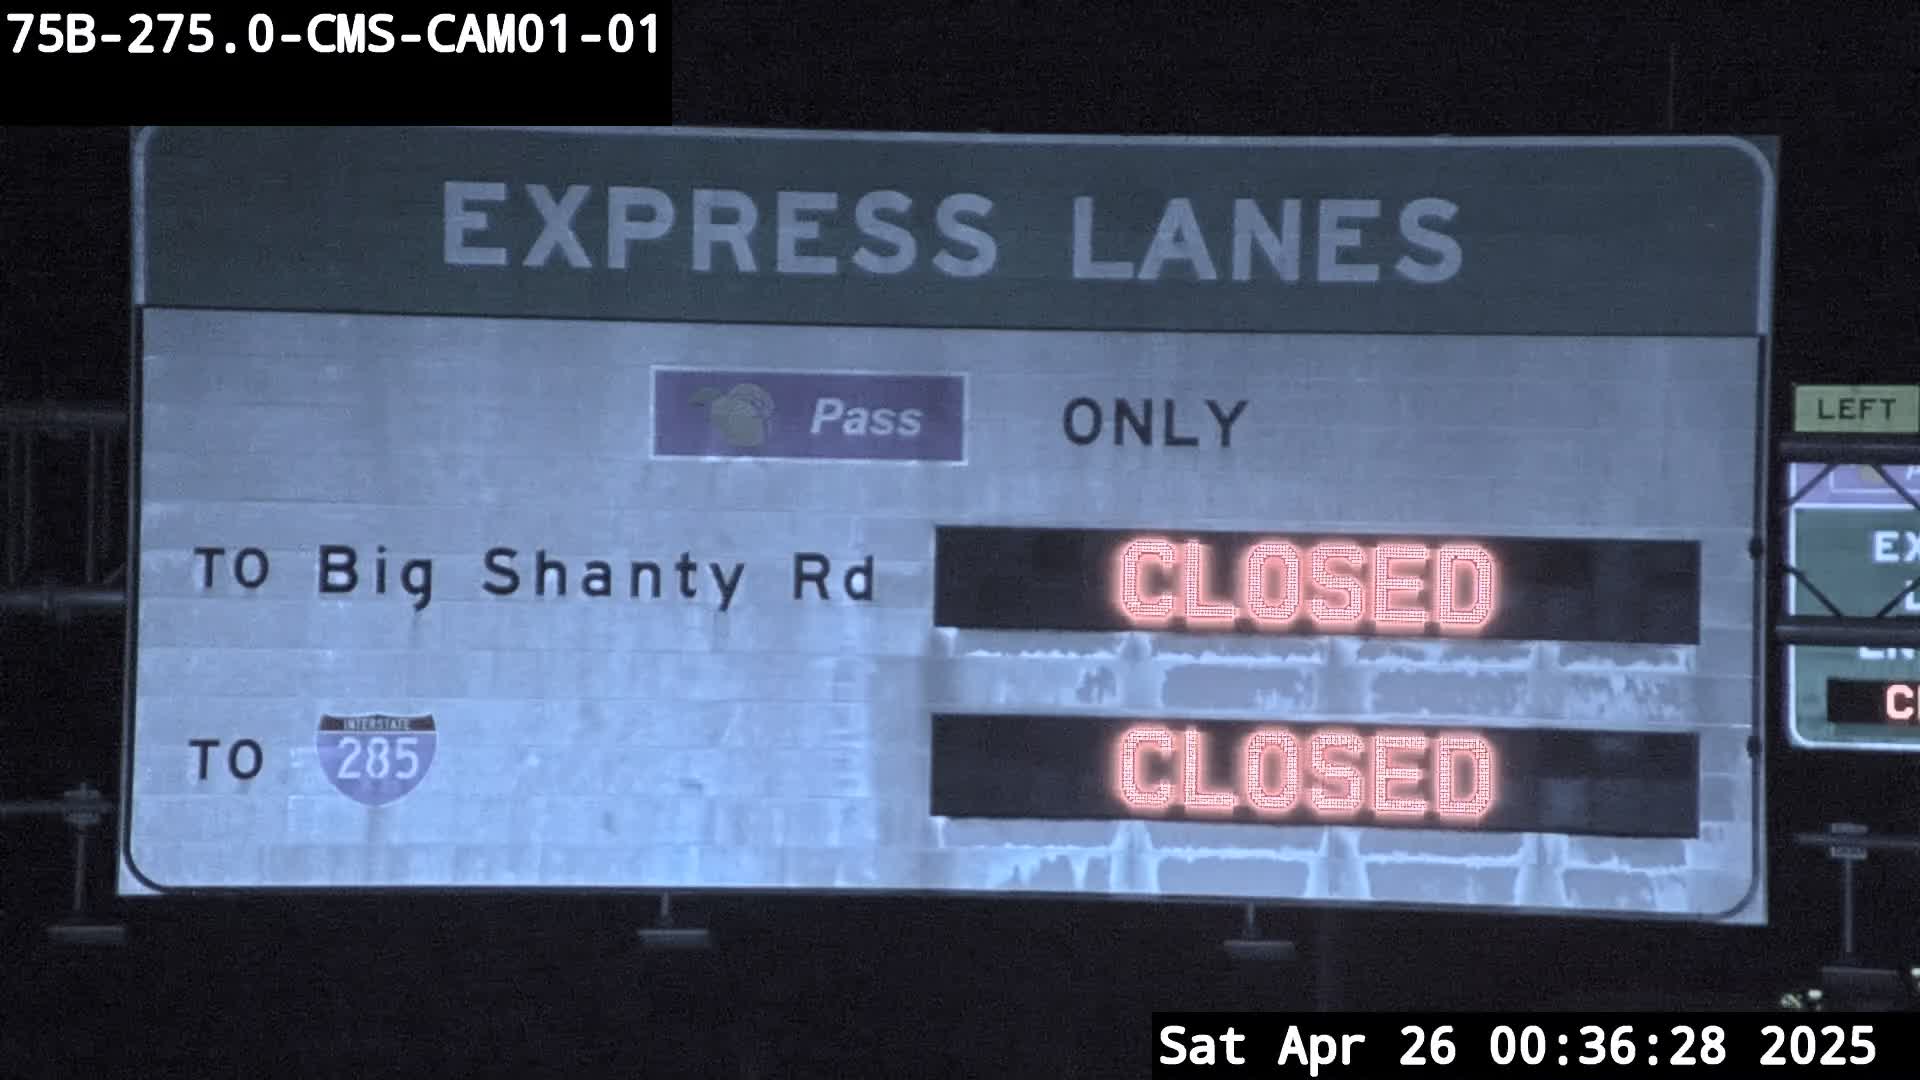 75B-275.0-CMS-CAM01-01
EXPRESS LANES
Pass ONLY
TO Big Shanty Rd CLOSED
TO INTERSTATE 285 CLOSED
LEFT
EX
Sat Apr 26 00:36:28 2025